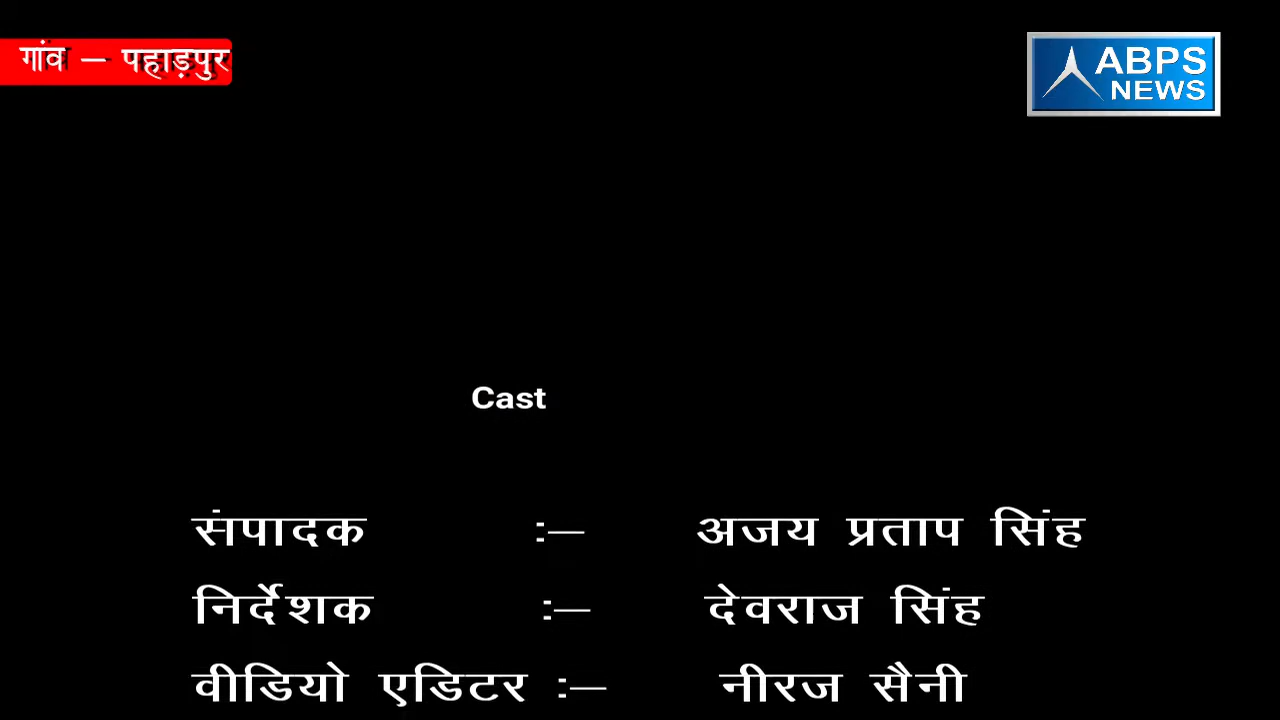 गांव – पहाड़पुर
ABPS
NEWS
Cast
संपादक :— अजय प्रताप सिंह
निर्देशक :— देवराज सिंह
वीडियो एडिटर :— नीरज सैनी